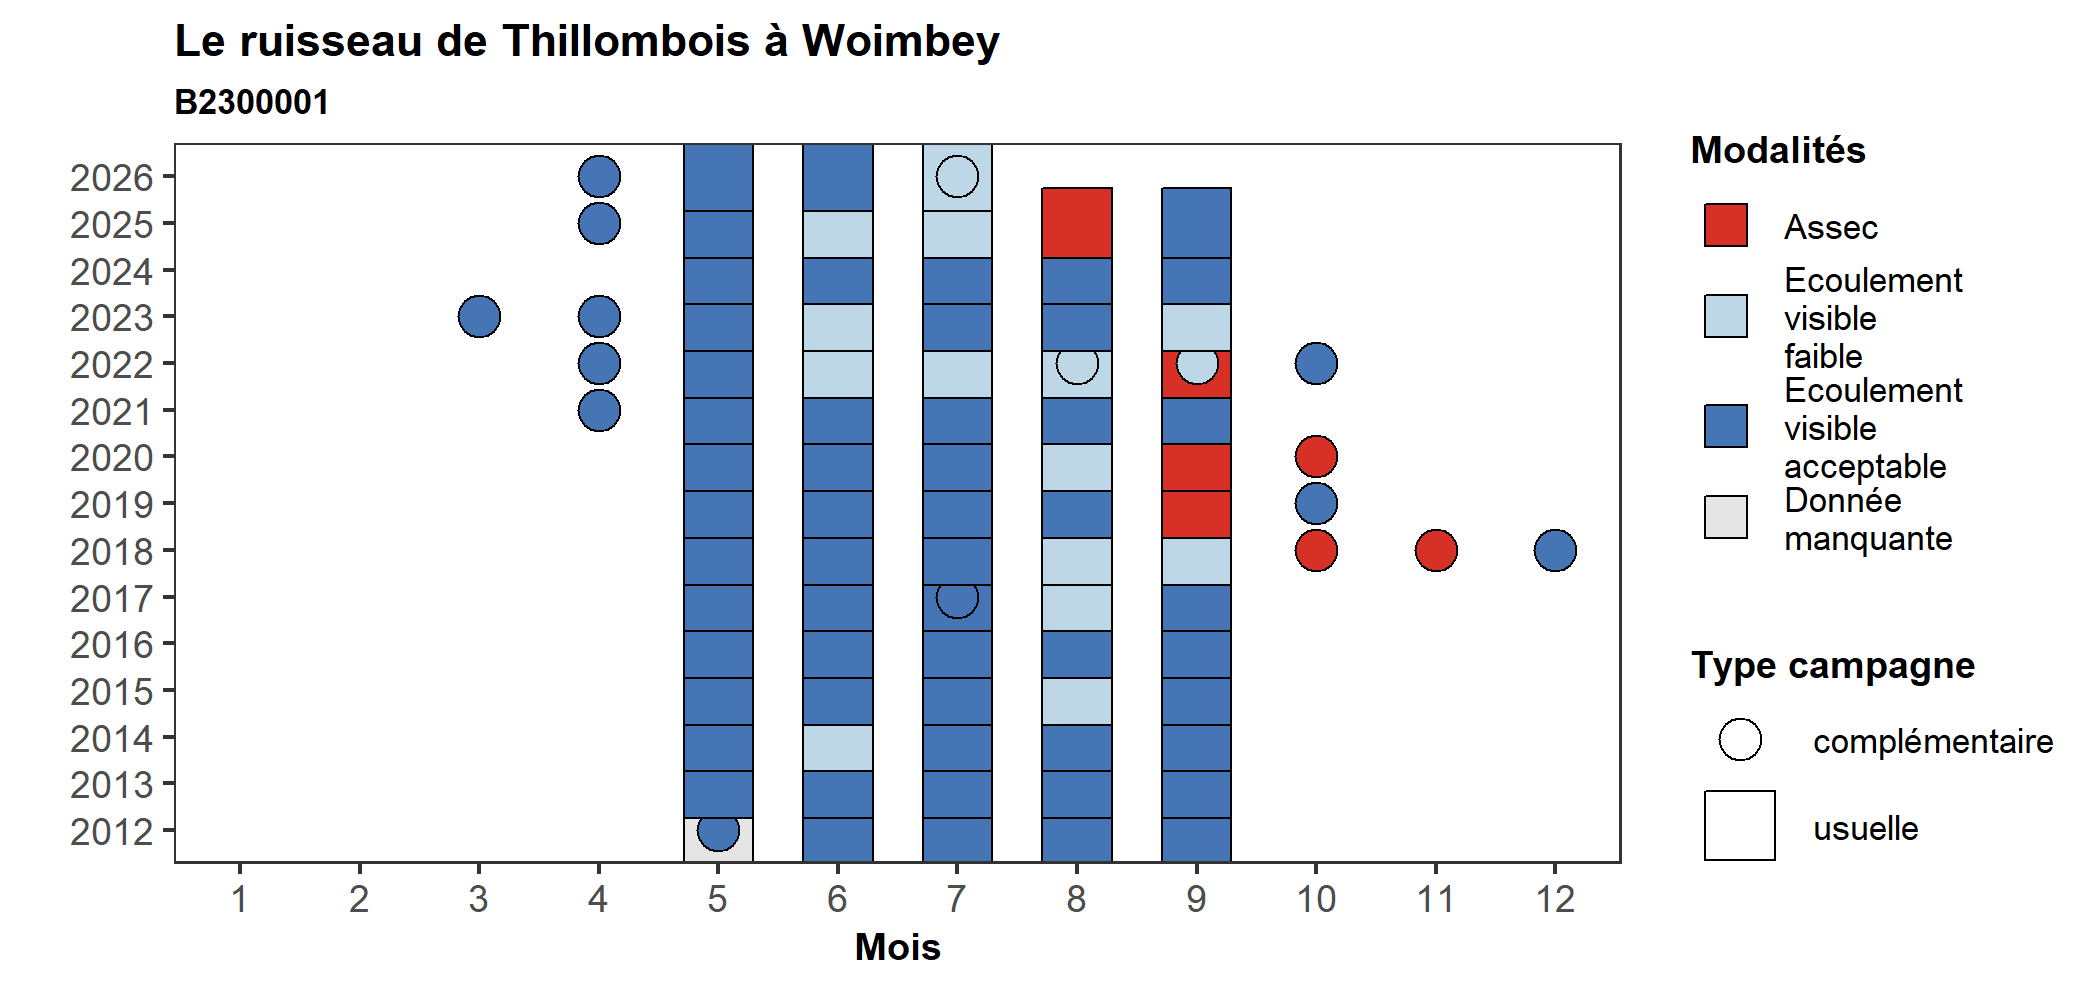 Le ruisseau de Thillombois à Woimbey
B2300001
2026
2025
2024
2023
2022
2021
2020
2019
2018
2017
2016
2015
2014
2013
2012
1 2 3 4 5 6 7 8 9 10 11 12
Mois
Modalités
Assec
Ecoulement
visible
faible
Ecoulement
visible
acceptable
Donnée
manquante
Type campagne
complémentaire
usuelle